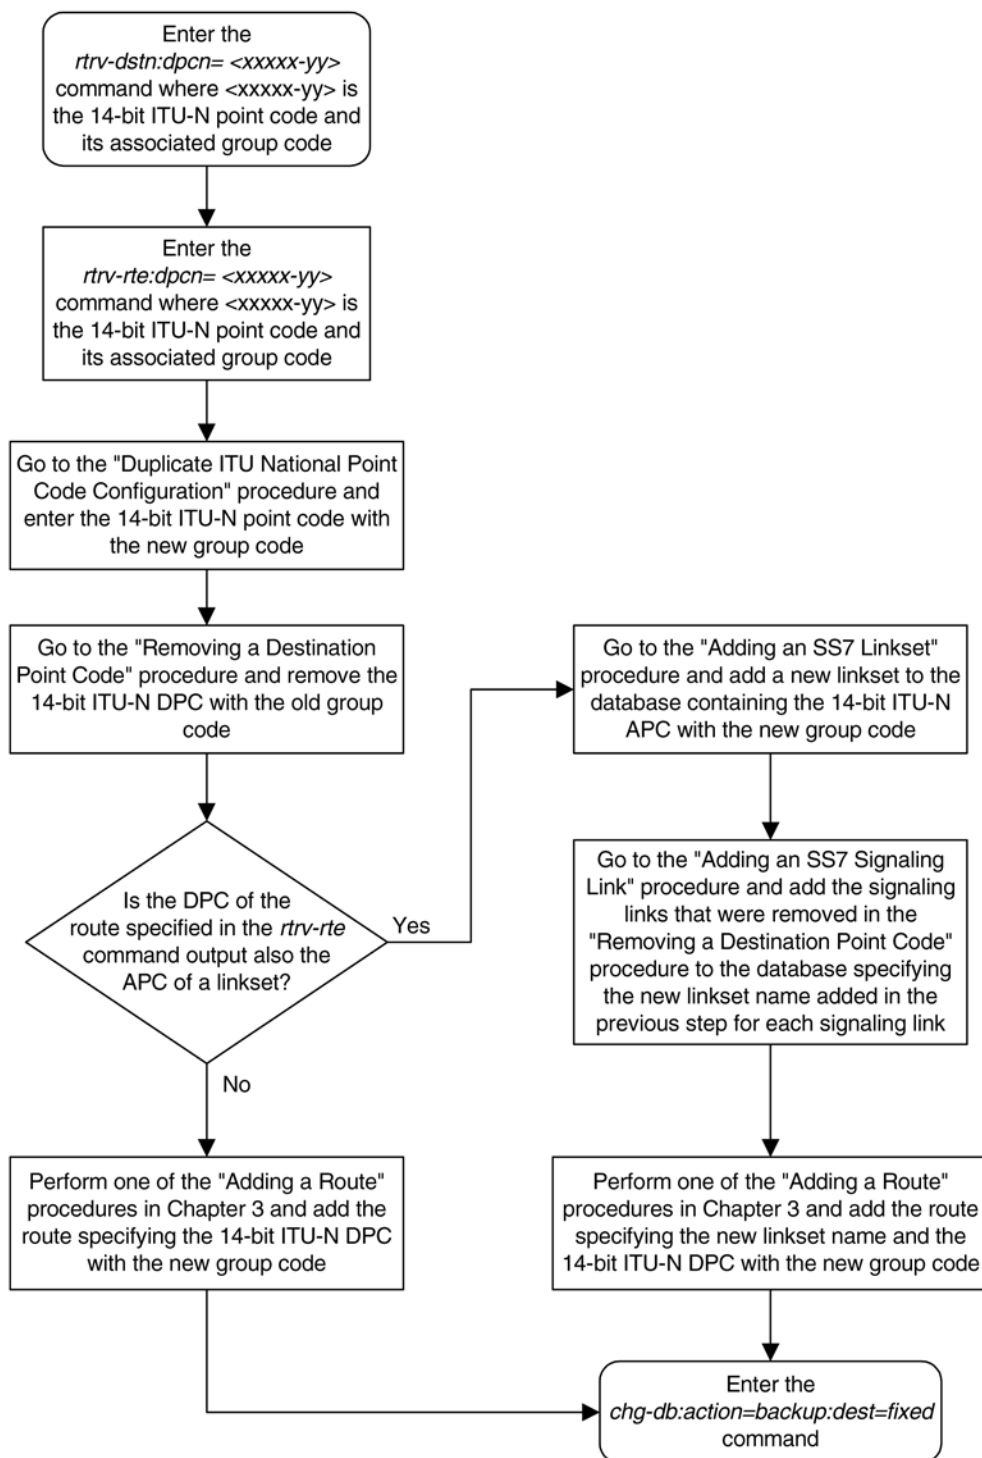 Enter the
rtrv-dstn:dpcn= <xxxxx-yy>
command where <xxxxx-yy> is
the 14-bit ITU-N point code and
its associated group code
Enter the
rtrv-rte:dpcn= <xxxxx-yy>
command where <xxxxx-yy> is
the 14-bit ITU-N point code and
its associated group code
Go to the "Duplicate ITU National Point
Code Configuration" procedure and
enter the 14-bit ITU-N point code with
the new group code
Go to the "Removing a Destination
Point Code" procedure and remove the
14-bit ITU-N DPC with the old group
code
Is the DPC of the
route specified in the rtrv-rte
command output also the
APC of a linkset?
Yes
No
Go to the "Adding an SS7 Linkset"
procedure and add a new linkset to the
database containing the 14-bit ITU-N
APC with the new group code
Go to the "Adding an SS7 Signaling
Link" procedure and add the signaling
links that were removed in the
"Removing a Destination Point Code"
procedure to the database specifying
the new linkset name added in the
previous step for each signaling link
Perform one of the "Adding a Route"
procedures in Chapter 3 and add the
route specifying the 14-bit ITU-N DPC
with the new group code
Perform one of the "Adding a Route"
procedures in Chapter 3 and add the route
specifying the new linkset name and the
14-bit ITU-N DPC with the new group code
Enter the
chg-db:action=backup:dest=fixed
command